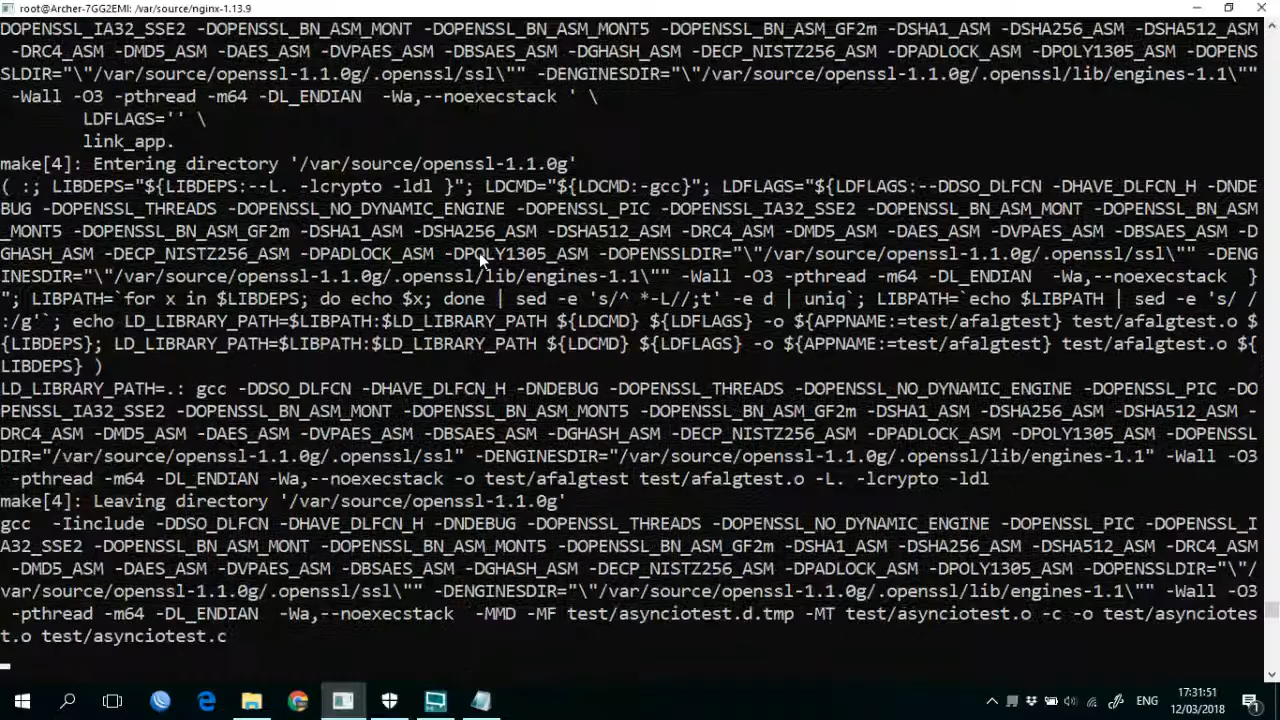 root@Archer-7GG2EMI: /var/source/nginx-1.13.9
DOPENSSL_IA32_SSE2 -DOPENSSL_BN_ASM_MONT -DOPENSSL_BN_ASM_MONT5 -DOPENSSL_BN_ASM_GF2m -DSHA1_ASM -DSHA256_ASM -DSHA512_ASM
-DRC4_ASM -DMD5_ASM -DAES_ASM -DVPAES_ASM -DBSAES_ASM -DGHASH_ASM -DECP_NISTZ256_ASM -DPADLOCK_ASM -DPOLY1305_ASM -DOPENS
SLDIR="\"/var/source/openssl-1.1.0g/.openssl/ssl\"" -DENGINESDIR="\"/var/source/openssl-1.1.0g/.openssl/lib/engines-1.1\""
-Wall -O3 -pthread -m64 -DL_ENDIAN  -Wa,--noexecstack ' \
LDFLAGS='' \
link_app.
make[4]: Entering directory '/var/source/openssl-1.1.0g'
( :; LIBDEPS="${LIBDEPS:--L. -lcrypto -ldl }"; LDCMD="${LDCMD:-gcc}"; LDFLAGS="${LDFLAGS:--DDSO_DLFCN -DHAVE_DLFCN_H -DNDE
BUG -DOPENSSL_THREADS -DOPENSSL_NO_DYNAMIC_ENGINE -DOPENSSL_PIC -DOPENSSL_IA32_SSE2 -DOPENSSL_BN_ASM_MONT -DOPENSSL_BN_ASM
_MONT5 -DOPENSSL_BN_ASM_GF2m -DSHA1_ASM -DSHA256_ASM -DSHA512_ASM -DRC4_ASM -DMD5_ASM -DAES_ASM -DVPAES_ASM -DBSAES_ASM -D
GHASH_ASM -DECP_NISTZ256_ASM -DPADLOCK_ASM -DPOLY1305_ASM -DOPENSSLDIR="\"/var/source/openssl-1.1.0g/.openssl/ssl\"" -DENG
INESDIR="\"/var/source/openssl-1.1.0g/.openssl/lib/engines-1.1\"" -Wall -O3 -pthread -m64 -DL_ENDIAN  -Wa,--noexecstack  }
"; LIBPATH=`for x in $LIBDEPS; do echo $x; done | sed -e 's/^ *-L//;t' -e d | uniq`; LIBPATH=`echo $LIBPATH | sed -e 's/ /
:/g'`; echo LD_LIBRARY_PATH=$LIBPATH:$LD_LIBRARY_PATH ${LDCMD} ${LDFLAGS} -o ${APPNAME:=test/afalgtest} test/afalgtest.o $
{LIBDEPS}; LD_LIBRARY_PATH=$LIBPATH:$LD_LIBRARY_PATH ${LDCMD} ${LDFLAGS} -o ${APPNAME:=test/afalgtest} test/afalgtest.o ${
LIBDEPS} )
LD_LIBRARY_PATH=.: gcc -DDSO_DLFCN -DHAVE_DLFCN_H -DNDEBUG -DOPENSSL_THREADS -DOPENSSL_NO_DYNAMIC_ENGINE -DOPENSSL_PIC -DO
PENSSL_IA32_SSE2 -DOPENSSL_BN_ASM_MONT -DOPENSSL_BN_ASM_MONT5 -DOPENSSL_BN_ASM_GF2m -DSHA1_ASM -DSHA256_ASM -DSHA512_ASM -
DRC4_ASM -DMD5_ASM -DAES_ASM -DVPAES_ASM -DBSAES_ASM -DGHASH_ASM -DECP_NISTZ256_ASM -DPADLOCK_ASM -DPOLY1305_ASM -DOPENSSL
DIR="/var/source/openssl-1.1.0g/.openssl/ssl" -DENGINESDIR="/var/source/openssl-1.1.0g/.openssl/lib/engines-1.1" -Wall -O3
-pthread -m64 -DL_ENDIAN -Wa,--noexecstack -o test/afalgtest test/afalgtest.o -L. -lcrypto -ldl
make[4]: Leaving directory '/var/source/openssl-1.1.0g'
gcc  -Iinclude -DDSO_DLFCN -DHAVE_DLFCN_H -DNDEBUG -DOPENSSL_THREADS -DOPENSSL_NO_DYNAMIC_ENGINE -DOPENSSL_PIC -DOPENSSL_I
A32_SSE2 -DOPENSSL_BN_ASM_MONT -DOPENSSL_BN_ASM_MONT5 -DOPENSSL_BN_ASM_GF2m -DSHA1_ASM -DSHA256_ASM -DSHA512_ASM -DRC4_ASM
-DMD5_ASM -DAES_ASM -DVPAES_ASM -DBSAES_ASM -DGHASH_ASM -DECP_NISTZ256_ASM -DPADLOCK_ASM -DPOLY1305_ASM -DOPENSSLDIR="\"/
var/source/openssl-1.1.0g/.openssl/ssl\"" -DENGINESDIR="\"/var/source/openssl-1.1.0g/.openssl/lib/engines-1.1\"" -Wall -O3
-pthread -m64 -DL_ENDIAN  -Wa,--noexecstack  -MMD -MF test/asynciotest.d.tmp -MT test/asynciotest.o -c -o test/asynciotes
t.o test/asynciotest.c
ENG
17:31:51
12/03/2018
1